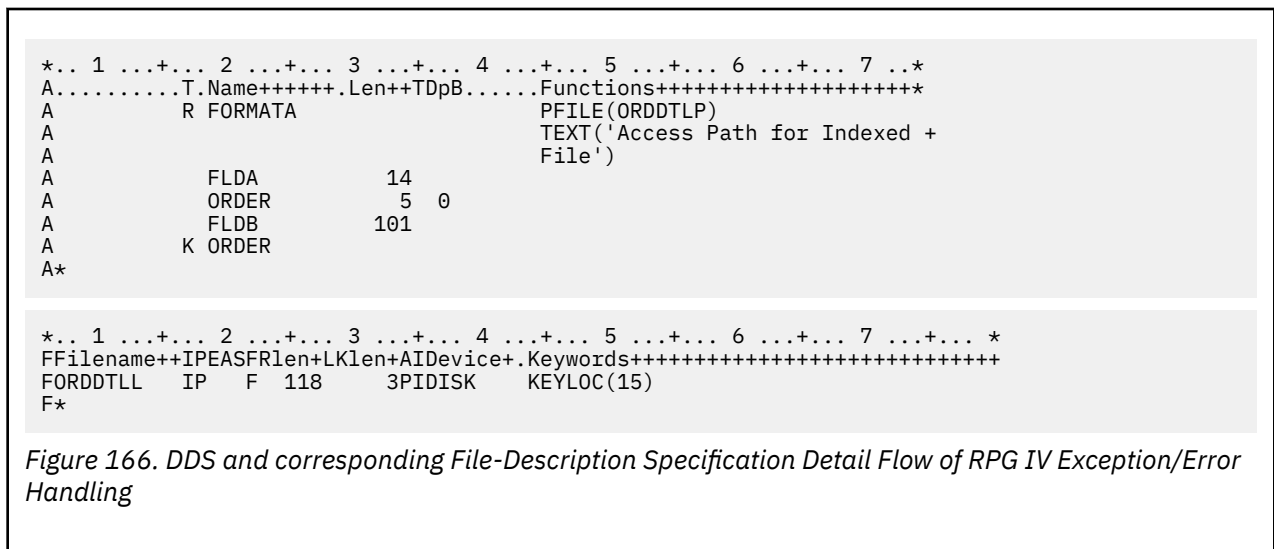 *.. 1 ...+... 2 ...+... 3 ...+... 4 ...+... 5 ...+... 6 ...+... 7 ..*
A..........T.Name++++++.Len++TDpB......Functions++++++++++++++++++++*
A          R FORMATA                   PFILE(ORDDTLP)
A                                      TEXT('Access Path for Indexed +
A                                      File')
A            FLDA          14
A            ORDER          5  0
A            FLDB         101
A          K ORDER
A*
*.. 1 ...+... 2 ...+... 3 ...+... 4 ...+... 5 ...+... 6 ...+... 7 ...+... *
FFilename++IPEASFRlen+LKlen+AIDevice+.Keywords+++++++++++++++++++++++++++++
FORDDTLL   IP   F  118     3PIDISK    KEYLOC(15)
F*
Figure 166. DDS and corresponding File-Description Specification Detail Flow of RPG IV Exception/Error
Handling